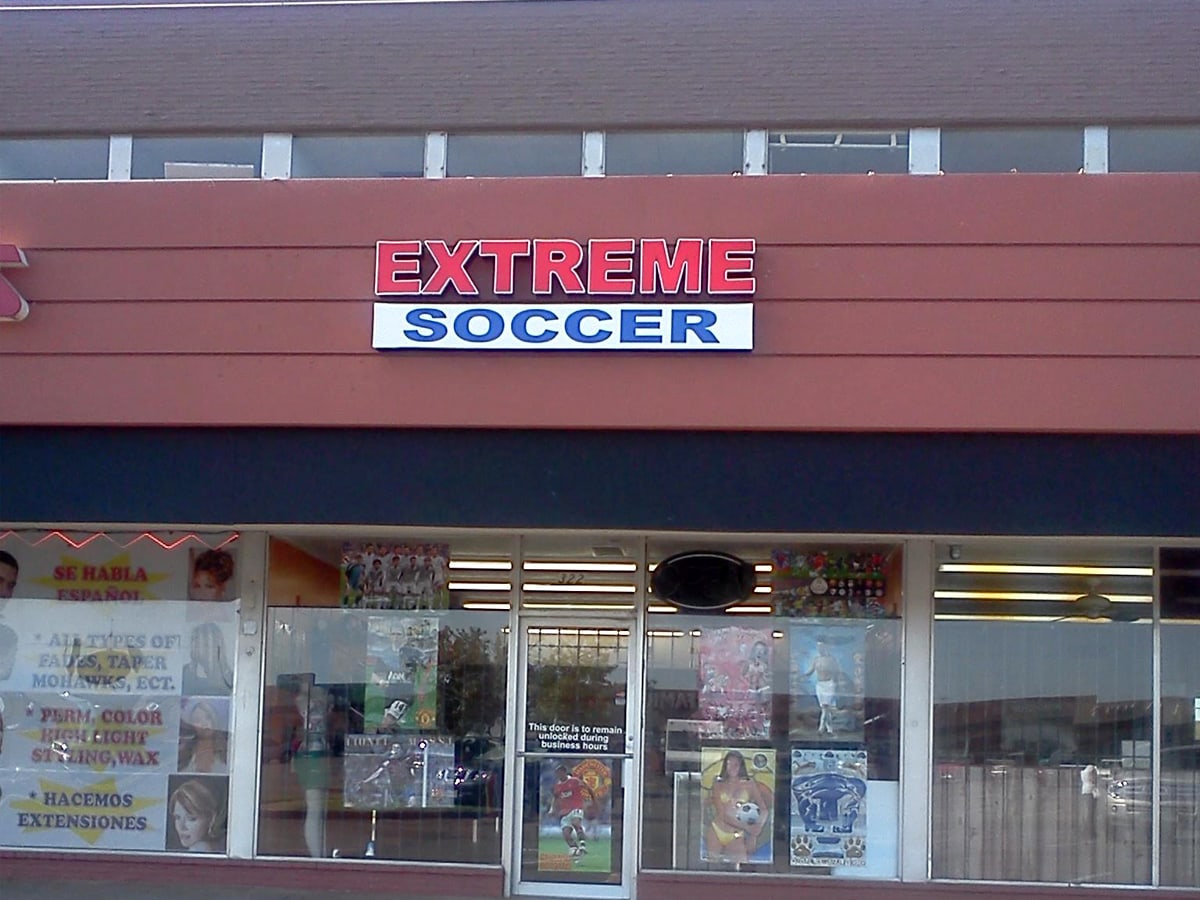 EXTREME
SOCCER
SE HABLA
ESPAÑOL
* ALL TYPES OF
FADES, TAPER
MOHAWKS, ECT.
* PERM, COLOR
HIGH LIGHT
STYLING,WAX
* HACEMOS
EXTENSIONES
322
This door is to remain
unlocked during
business hours